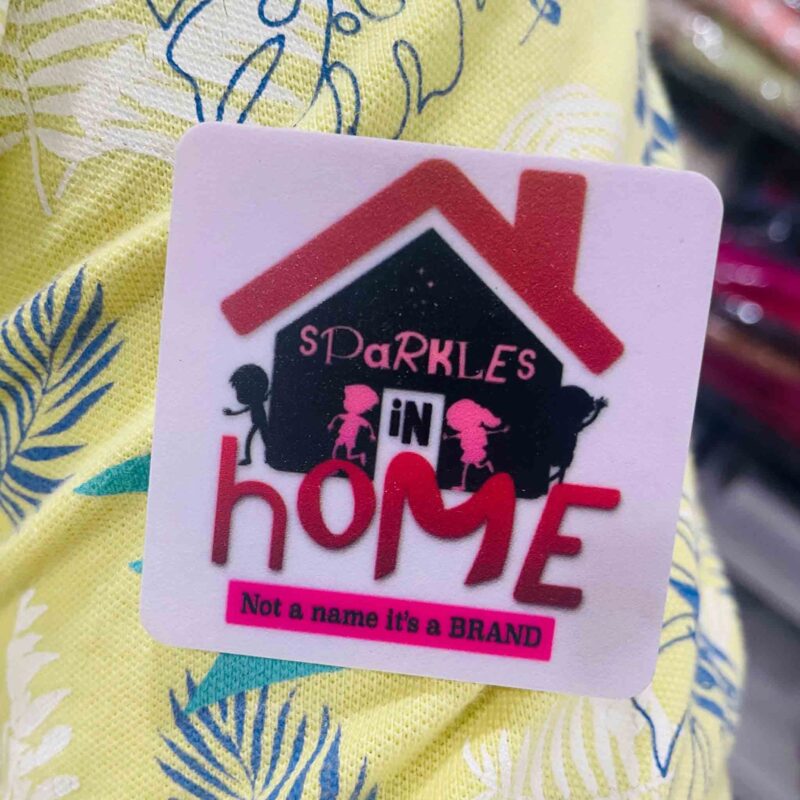 SPaRKLEs
iN
hOME
Not a name it's a BRAND